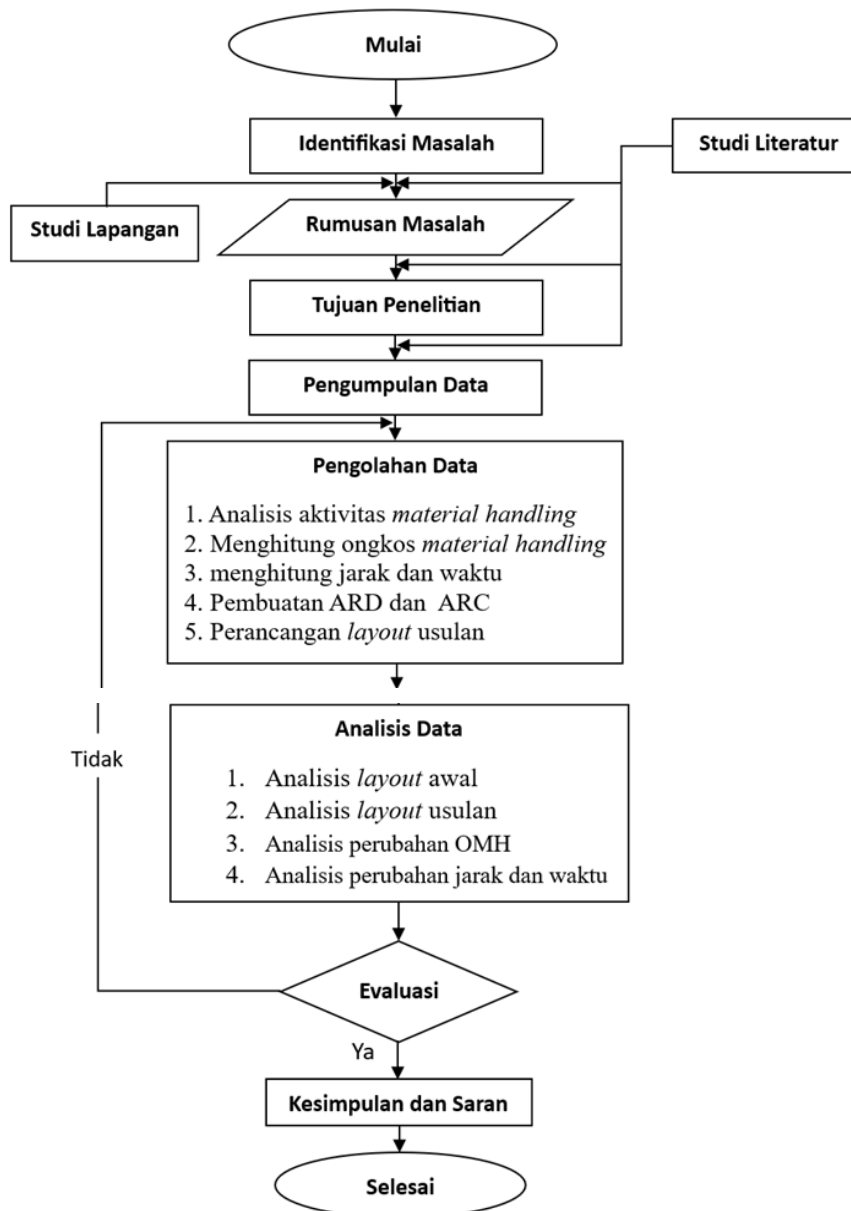 Mulai
Identifikasi Masalah
Studi Literatur
Studi Lapangan
Rumusan Masalah
Tujuan Penelitian
Pengumpulan Data
Pengolahan Data
1. Analisis aktivitas material handling
2. Menghitung ongkos material handling
3. menghitung jarak dan waktu
4. Pembuatan ARD dan ARC
5. Perancangan layout usulan
Analisis Data
1. Analisis layout awal
2. Analisis layout usulan
3. Analisis perubahan OMH
4. Analisis perubahan jarak dan waktu
Tidak
Evaluasi
Ya
Kesimpulan dan Saran
Selesai